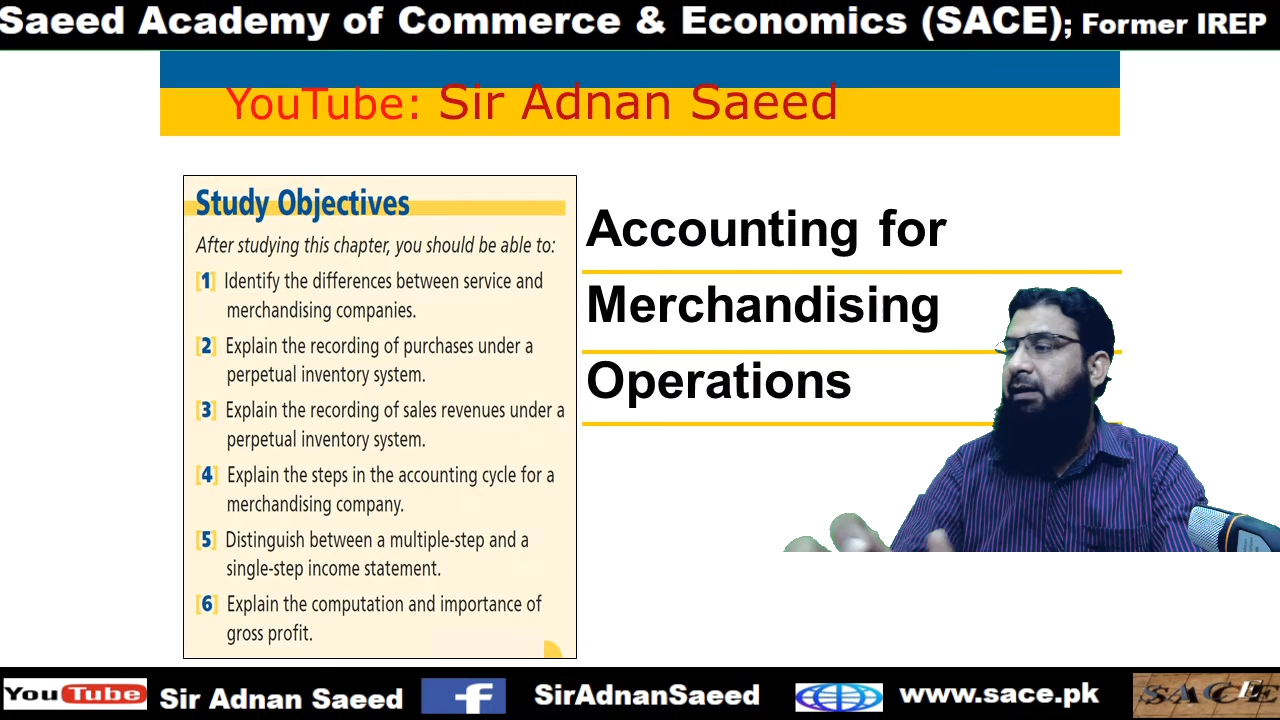 Saeed Academy of Commerce & Economics (SACE); Former IREP
YouTube: Sir Adnan Saeed
Study Objectives
After studying this chapter, you should be able to:
[1] Identify the differences between service and
merchandising companies.
[2] Explain the recording of purchases under a
perpetual inventory system.
[3] Explain the recording of sales revenues under a
perpetual inventory system.
[4] Explain the steps in the accounting cycle for a
merchandising company.
[5] Distinguish between a multiple-step and a
single-step income statement.
[6] Explain the computation and importance of
gross profit.
Accounting for
Merchandising
Operations
YouTube Sir Adnan Saeed f SirAdnanSaeed www.sace.pk SACE